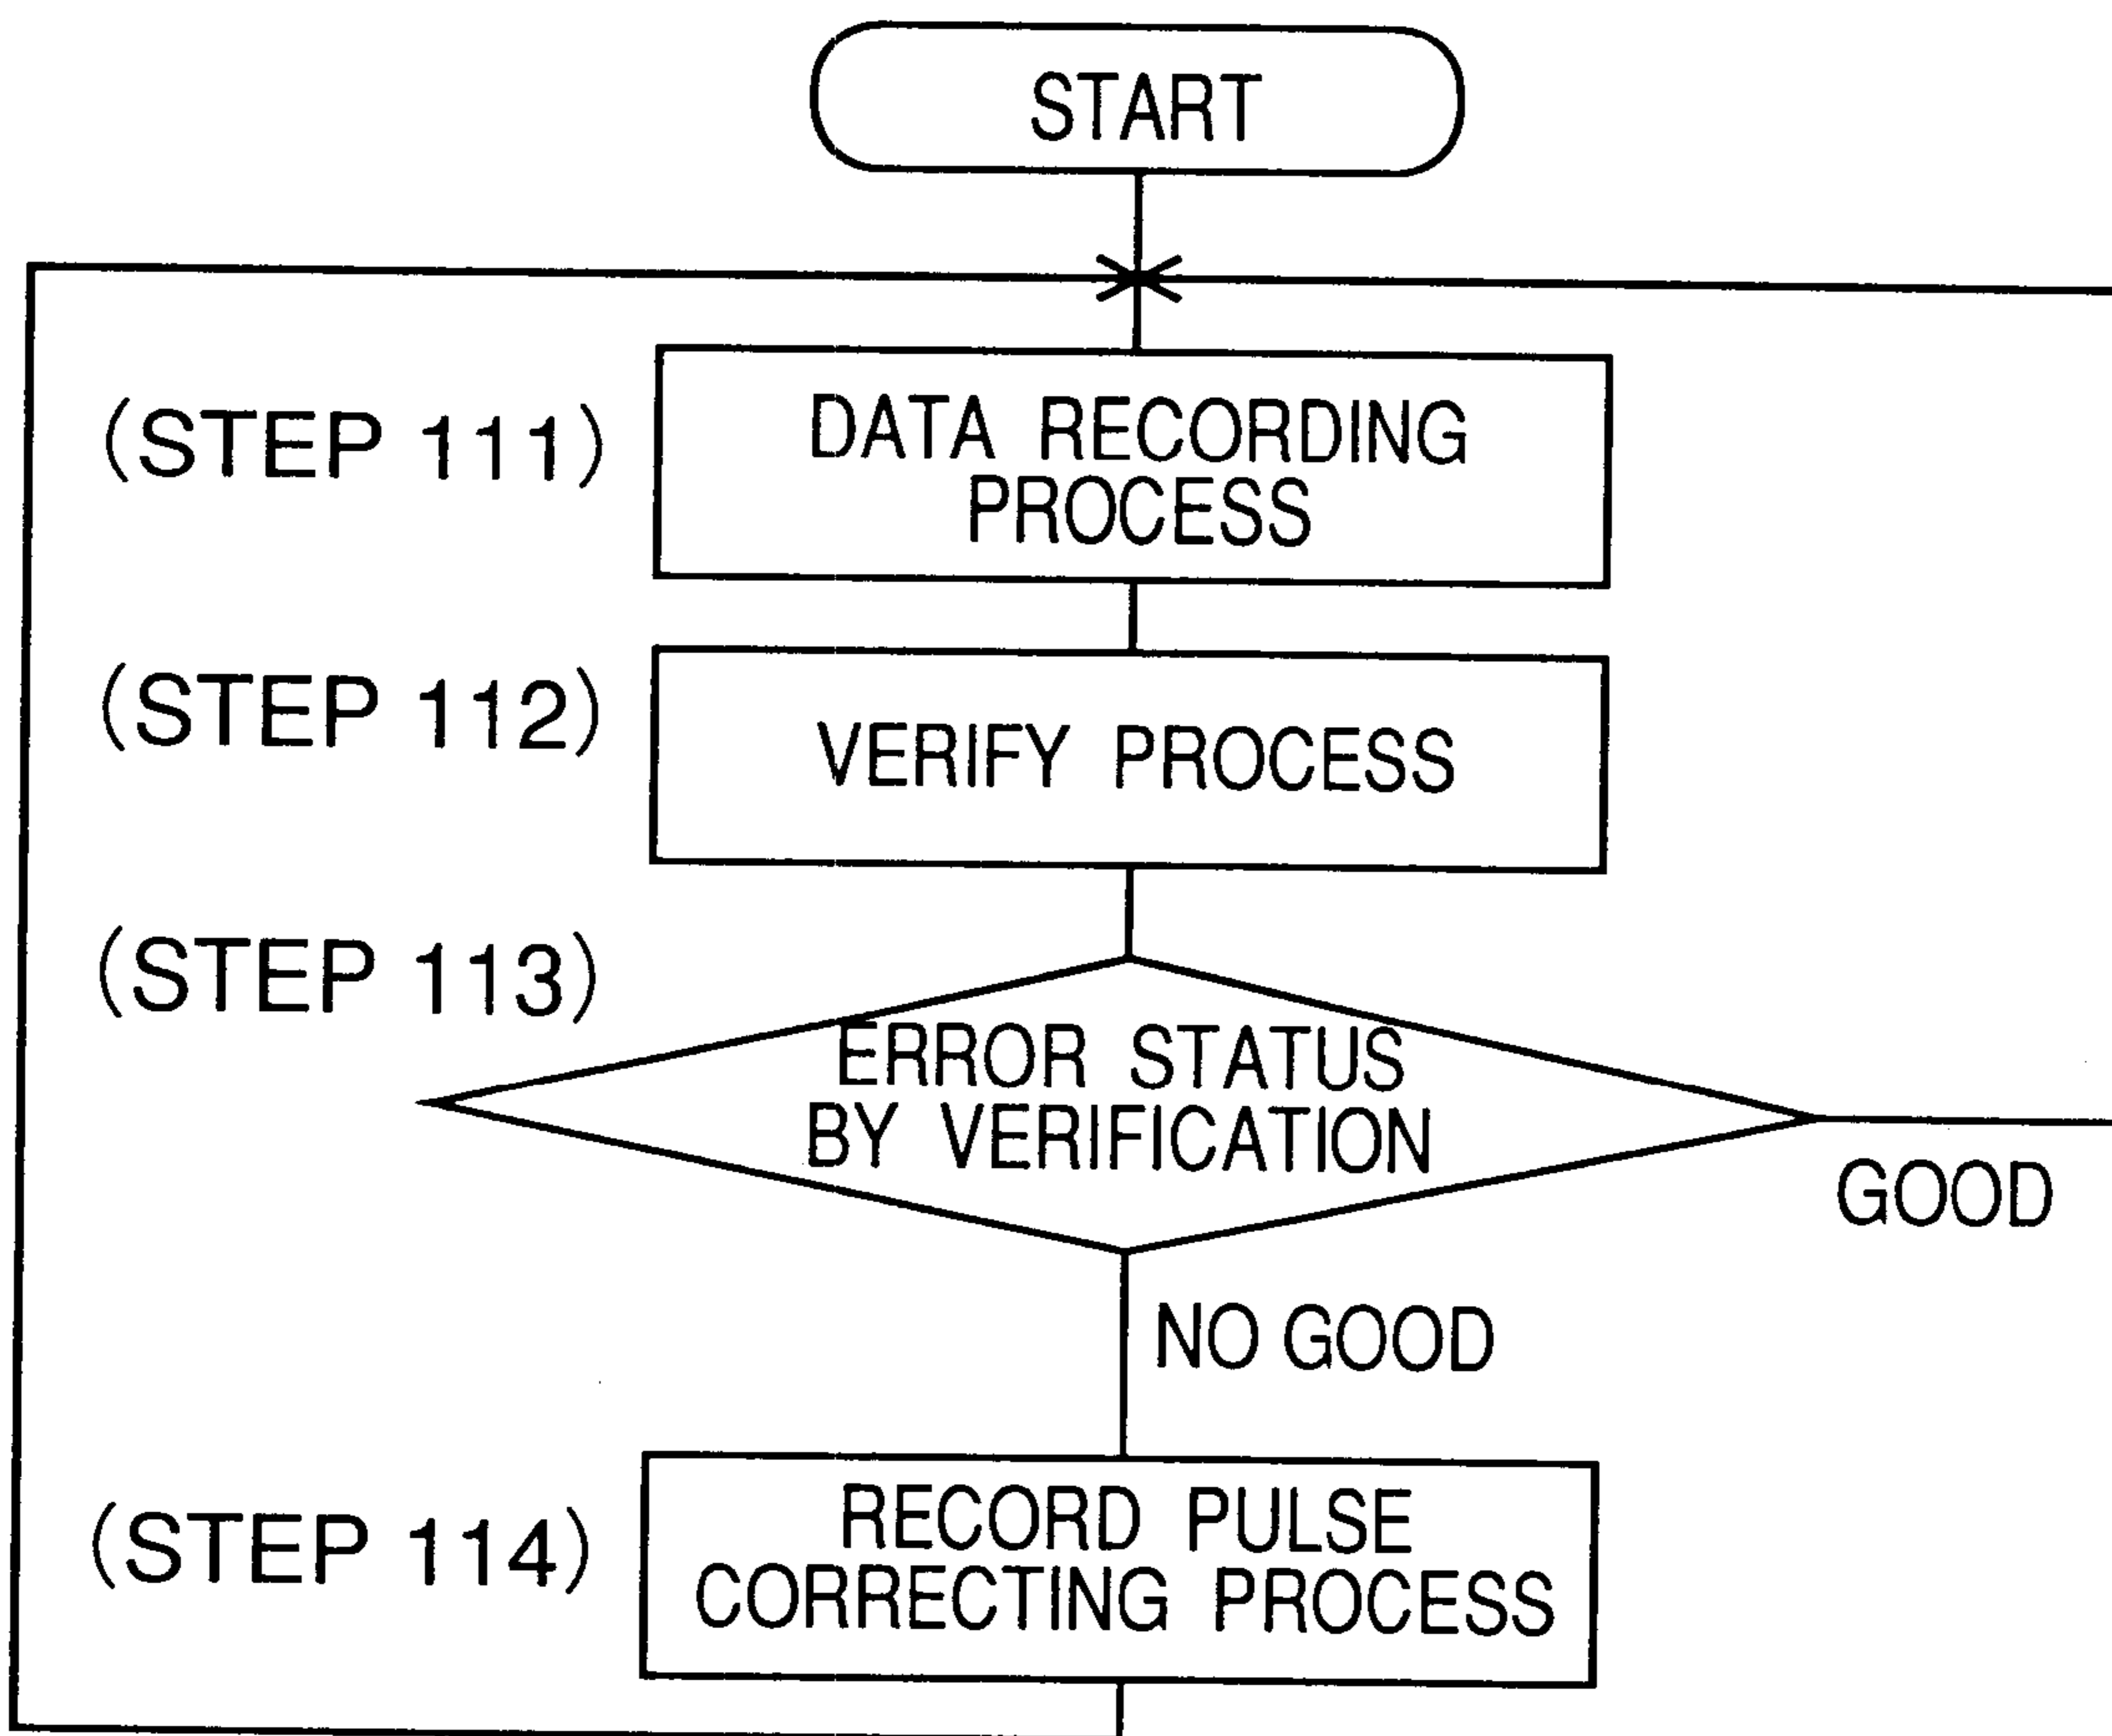 START
(STEP 111)
DATA RECORDING
PROCESS
(STEP 112)
VERIFY PROCESS
(STEP 113)
ERROR STATUS
BY VERIFICATION
GOOD
NO GOOD
(STEP 114)
RECORD PULSE
CORRECTING PROCESS